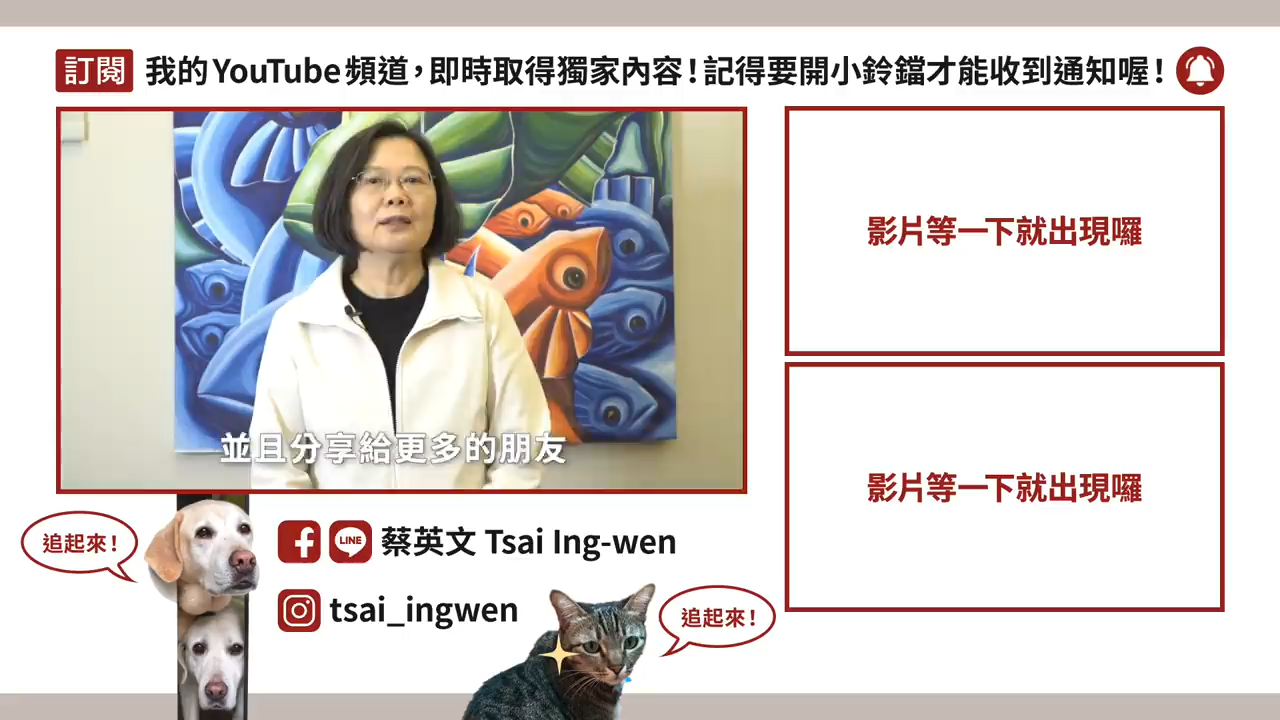 訂閱 我的YouTube頻道，即時取得獨家內容！記得要開小鈴鐺才能收到通知喔！
並且分享給更多的朋友
影片等一下就出現囉
影片等一下就出現囉
追起來！
LINE 蔡英文 Tsai Ing-wen
tsai_ingwen
追起來！